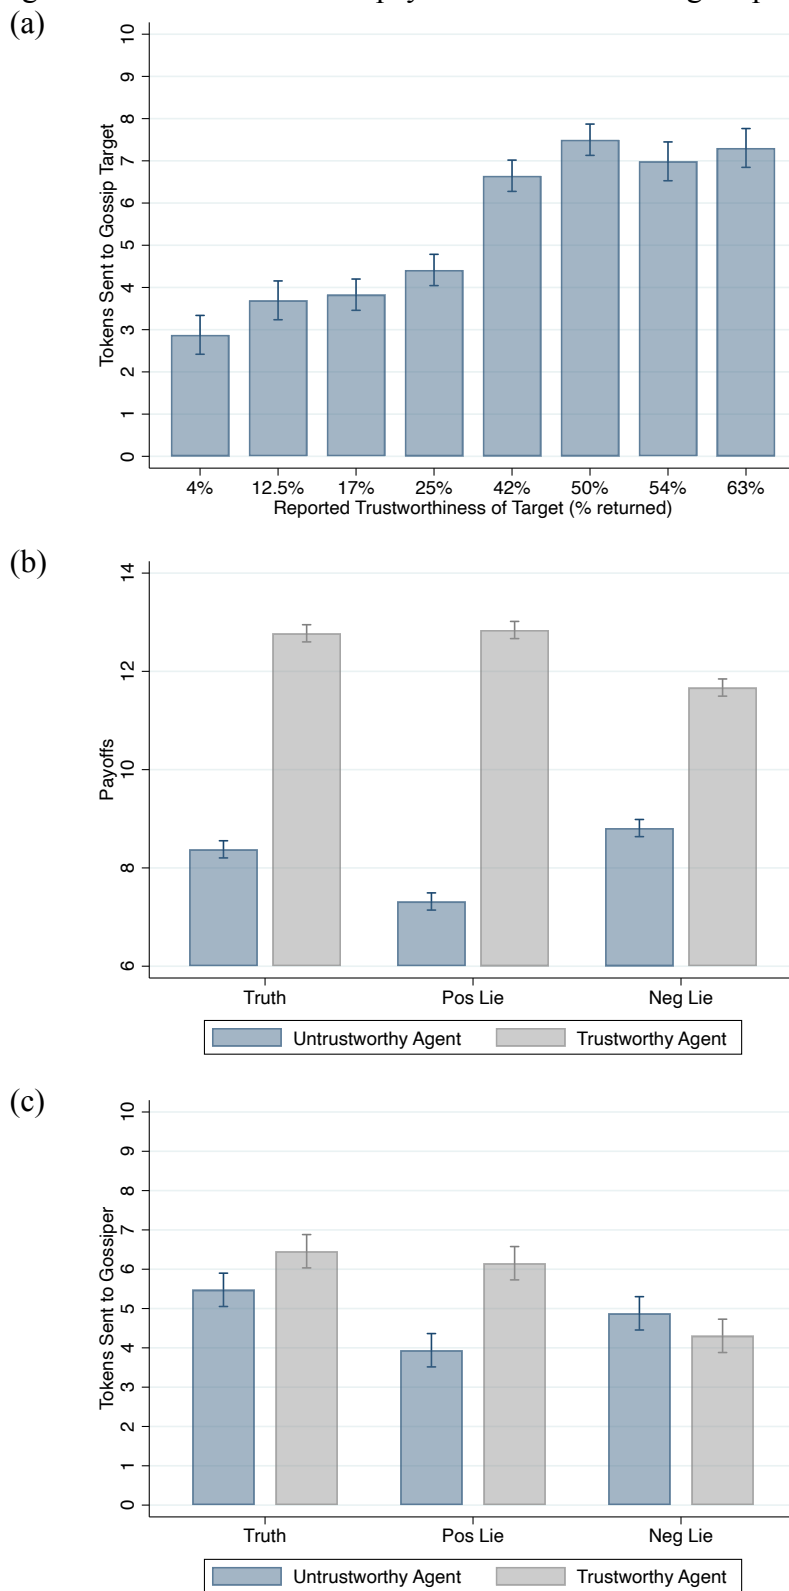 (a)
10
9
8
7
6
5
4
3
2
1
0
Tokens Sent to Gossip Target
4% 12.5% 17% 25% 42% 50% 54% 63%
Reported Trustworthiness of Target (% returned)
(b)
14
12
10
8
6
Payoffs
Truth Pos Lie Neg Lie
Untrustworthy Agent Trustworthy Agent
(c)
10
9
8
7
6
5
4
3
2
1
0
Tokens Sent to Gossiper
Truth Pos Lie Neg Lie
Untrustworthy Agent Trustworthy Agent